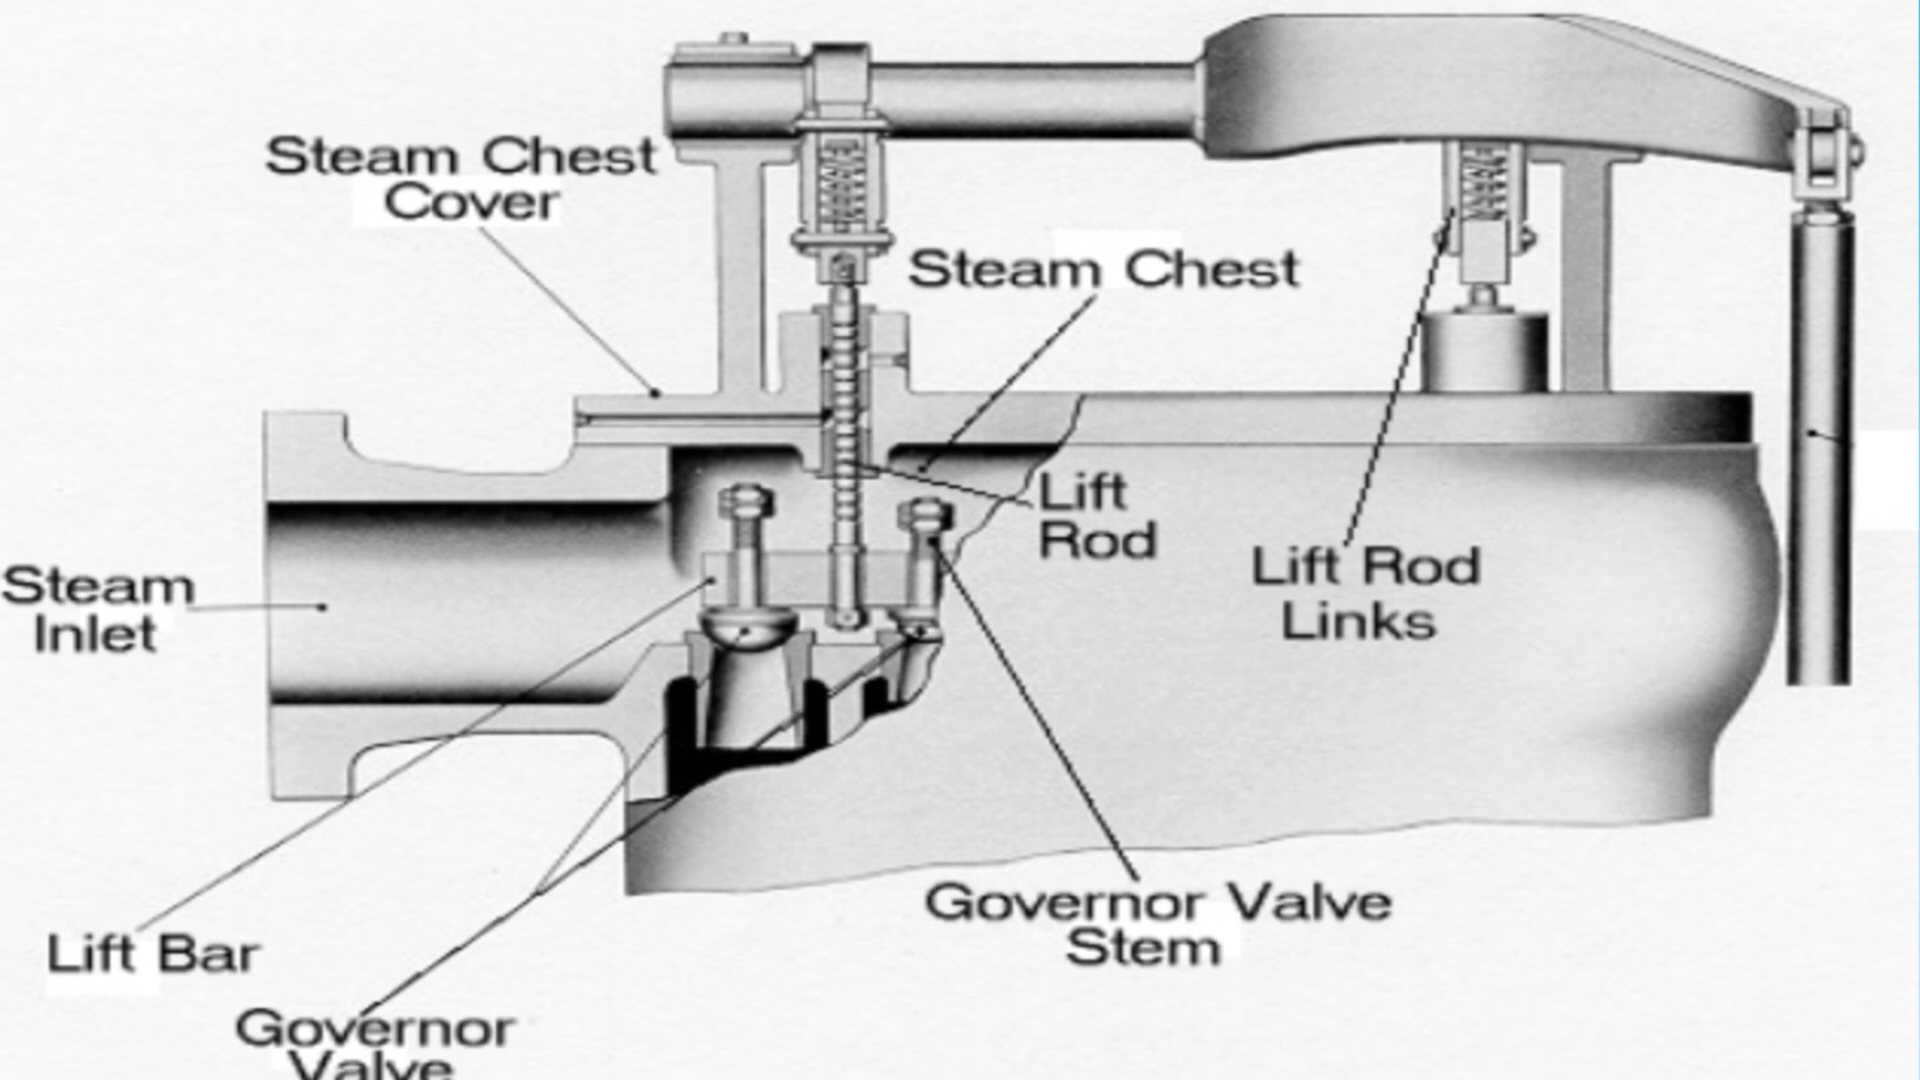 Steam Chest
Cover
Steam Chest
Lift
Rod
Lift Rod
Links
Steam
Inlet
Governor Valve
Stem
Lift Bar
Governor
Valve